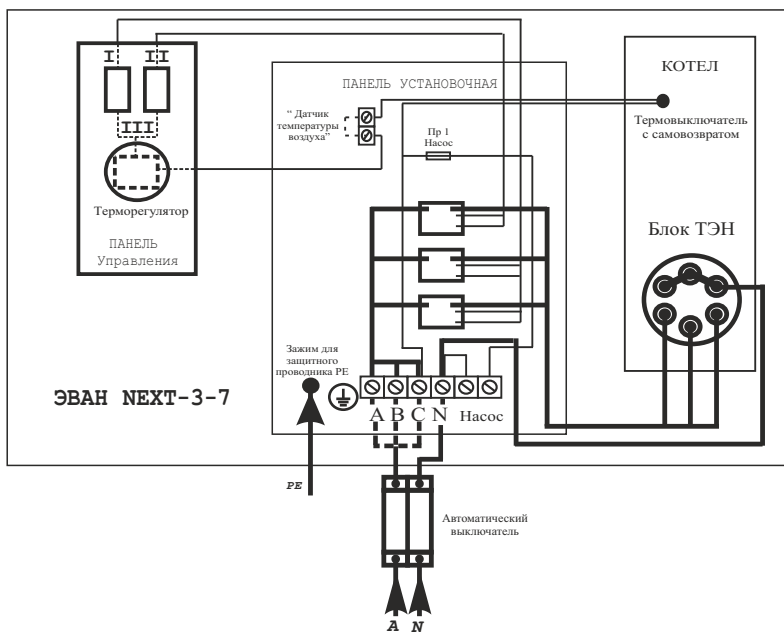 I II
III
Терморегулятор
ПАНЕЛЬ
Управления
ПАНЕЛЬ УСТАНОВОЧНАЯ
“ Датчик
температуры
воздуха”
Пр 1
Насос
КОТЕЛ
Термовыключатель
с самовозвратом
Блок ТЭН
Зажим для
защитного
проводника РЕ
ЭВАН NEXT-3-7
A B C N Насос
PE
Автоматический
выключатель
A N